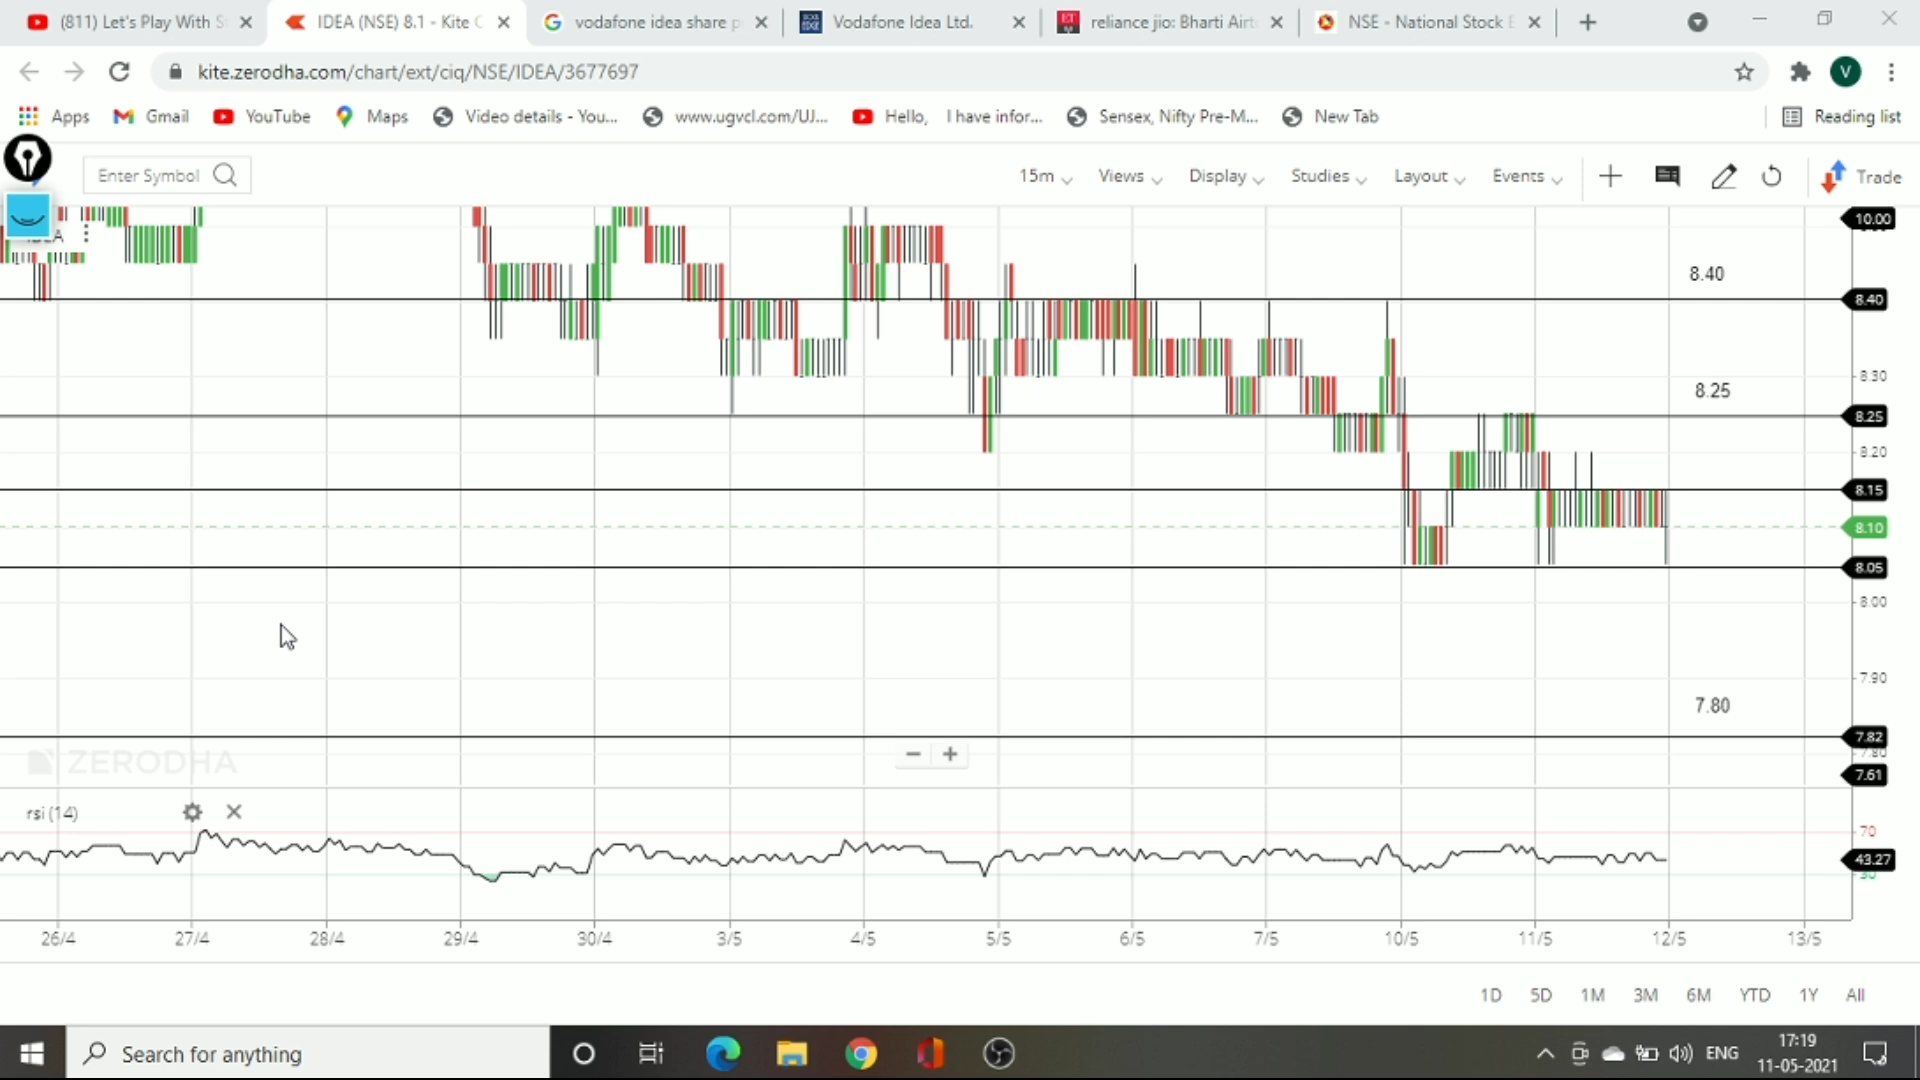 (811) Let's Play With S
IDEA (NSE) 8.1 - Kite C
vodafone idea share p
Vodafone Idea Ltd.
reliance jio: Bharti Airt
NSE - National Stock E
kite.zerodha.com/chart/ext/ciq/NSE/IDEA/3677697
V
Apps
Gmail
YouTube
Maps
Video details - You...
www.ugvcl.com/UJ...
Hello, I have infor...
Sensex, Nifty Pre-M...
New Tab
Reading list
Enter Symbol
15m
Views
Display
Studies
Layout
Events
Trade
10.00
8.40
8.40
8.30
8.25
8.25
8.20
8.15
8.10
8.05
8.00
7.90
7.80
7.82
7.80
7.61
ZERODHA
rsi (14)
70
43.27
30
26/4 27/4 28/4 29/4 30/4 3/5 4/5 5/5 6/5 7/5 10/5 11/5 12/5 13/5
1D 5D 1M 3M 6M YTD 1Y All
Search for anything
ENG
17:19
11-05-2021